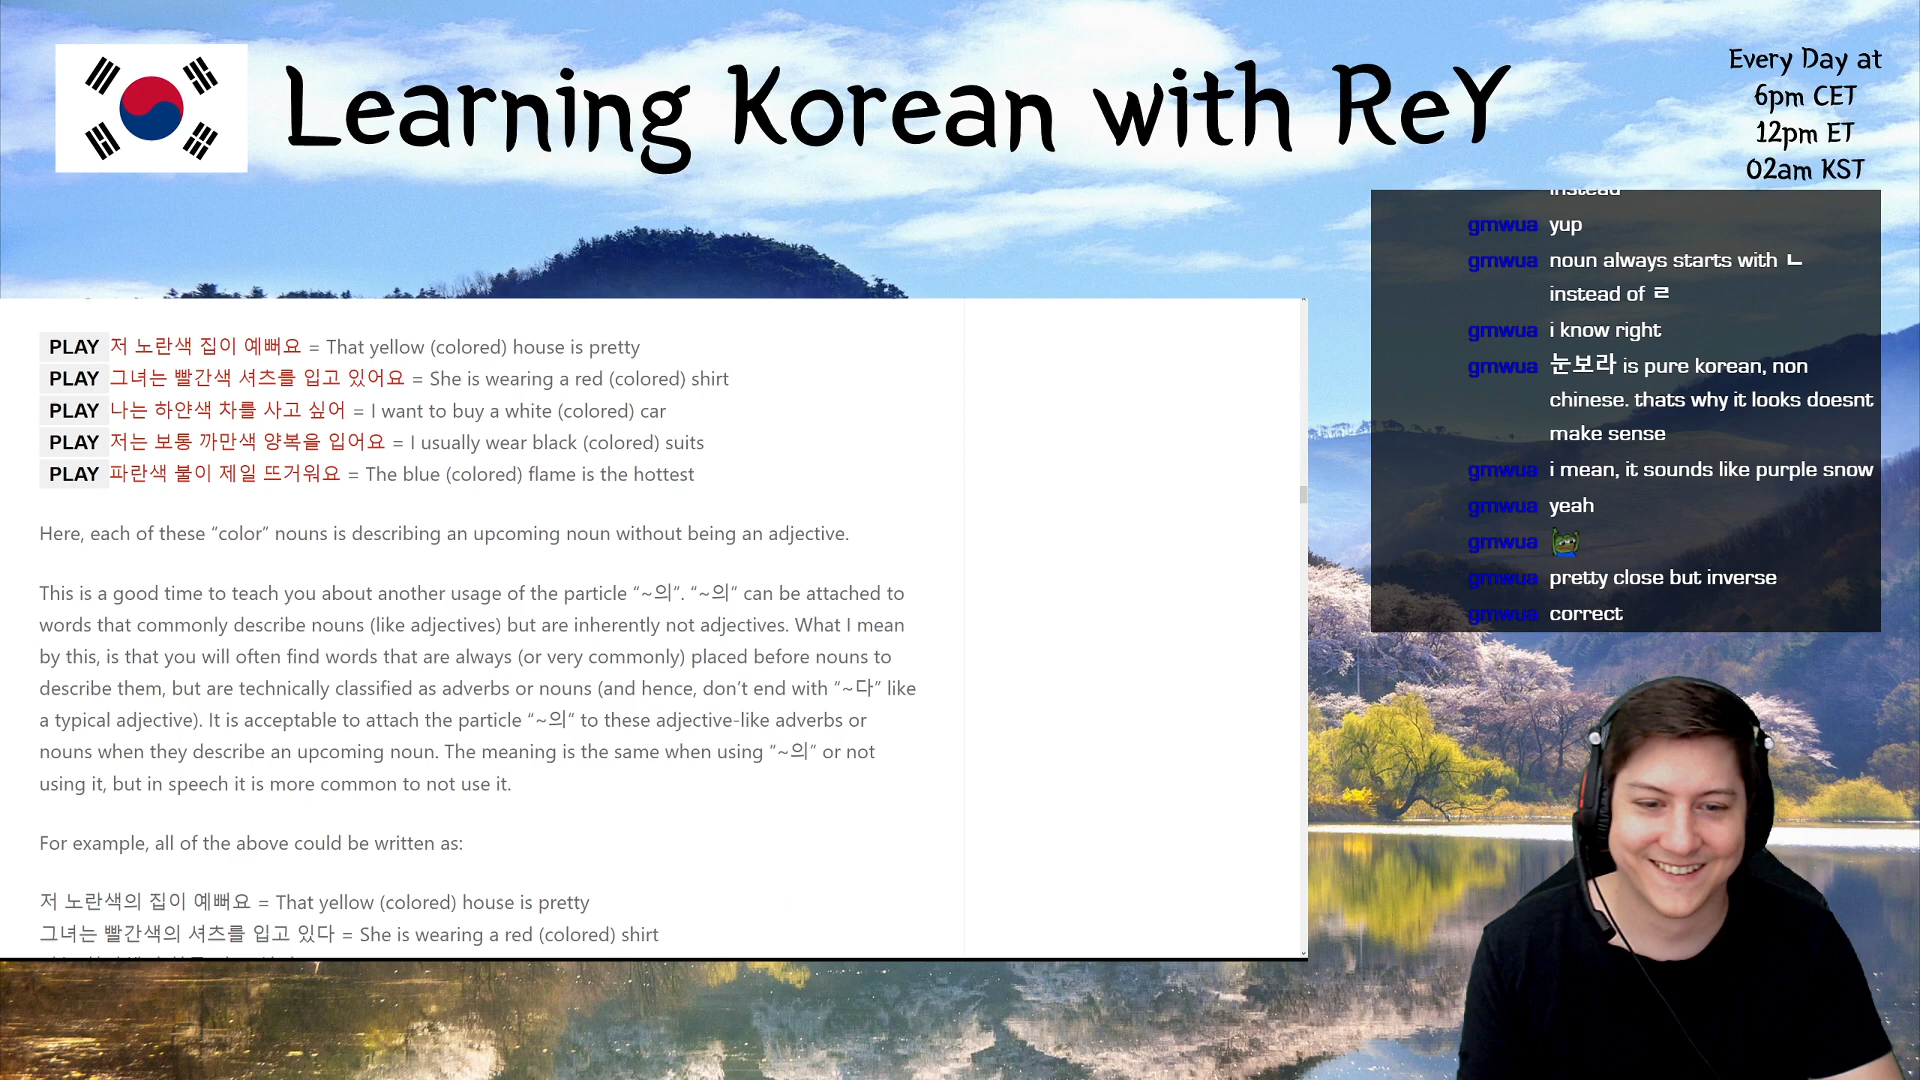 Learning Korean with ReY
Every Day at
6pm CET
12pm ET
02am KST
instead
gmwua yup
gmwua noun always starts with ㄴ
instead of ㄹ
gmwua i know right
gmwua 눈보라 is pure korean, non
chinese. thats why it looks doesnt
make sense
gmwua i mean, it sounds like purple snow
gmwua yeah
gmwua
gmwua pretty close but inverse
gmwua correct
PLAY 저 노란색 집이 예뻐요 = That yellow (colored) house is pretty
PLAY 그녀는 빨간색 셔츠를 입고 있어요 = She is wearing a red (colored) shirt
PLAY 나는 하얀색 차를 사고 싶어 = I want to buy a white (colored) car
PLAY 저는 보통 까만색 양복을 입어요 = I usually wear black (colored) suits
PLAY 파란색 불이 제일 뜨거워요 = The blue (colored) flame is the hottest
Here, each of these “color” nouns is describing an upcoming noun without being an adjective.
This is a good time to teach you about another usage of the particle “~의”. “~의” can be attached to
words that commonly describe nouns (like adjectives) but are inherently not adjectives. What I mean
by this, is that you will often find words that are always (or very commonly) placed before nouns to
describe them, but are technically classified as adverbs or nouns (and hence, don’t end with “~다” like
a typical adjective). It is acceptable to attach the particle “~의” to these adjective-like adverbs or
nouns when they describe an upcoming noun. The meaning is the same when using “~의” or not
using it, but in speech it is more common to not use it.
For example, all of the above could be written as:
저 노란색의 집이 예뻐요 = That yellow (colored) house is pretty
그녀는 빨간색의 셔츠를 입고 있다 = She is wearing a red (colored) shirt